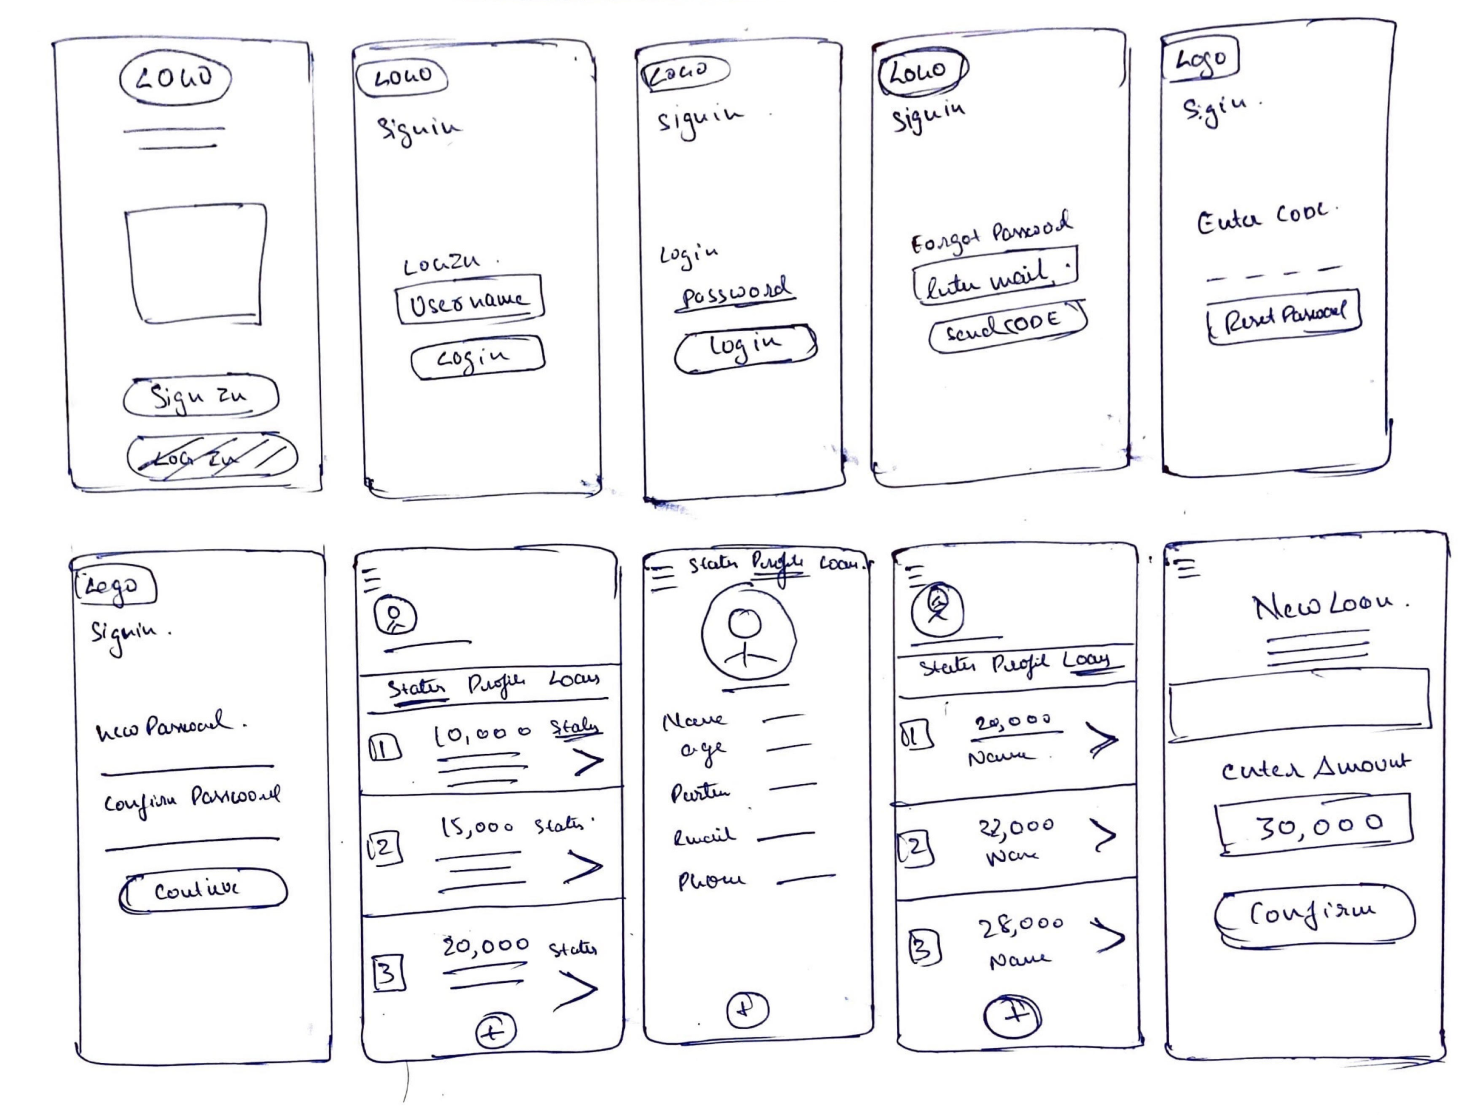 LOGO
Sign In
Log In
LOGO
Signin
LOGIn.
Username
Login
LOGO
Signin
Login
Password
Login
LOGO
Signin
Forgot Password
Enter mail.
Send CODE
Logo
Sigin.
Enter CODE.
Reset Password
Logo
Signin.
New Password.
Confirm Password
Continue
Status Profile Loans
1 10,000 Status
2 15,000 Status
3 20,000 Status
+
Status Profile Loan.
Name
age
Email
Phone
+
Status Profile Loans
1 20,000
Name
2 22,000
Name
3 28,000
Name
+
New Loan.
Enter Amount
30,000
Confirm